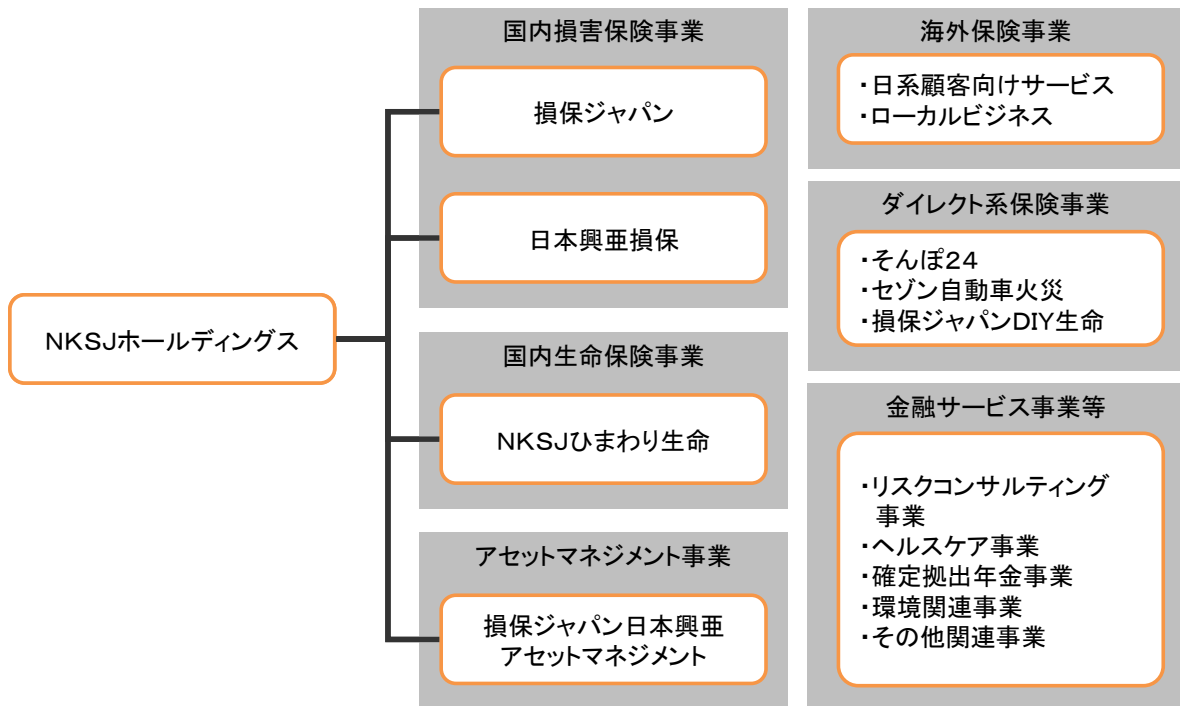 NKSJホールディングス
国内損害保険事業
損保ジャパン
日本興亜損保
国内生命保険事業
NKSJひまわり生命
アセットマネジメント事業
損保ジャパン日本興亜
アセットマネジメント
海外保険事業
・日系顧客向けサービス
・ローカルビジネス
ダイレクト系保険事業
・そんぽ24
・セゾン自動車火災
・損保ジャパンDIY生命
金融サービス事業等
・リスクコンサルティング
事業
・ヘルスケア事業
・確定拠出年金事業
・環境関連事業
・その他関連事業